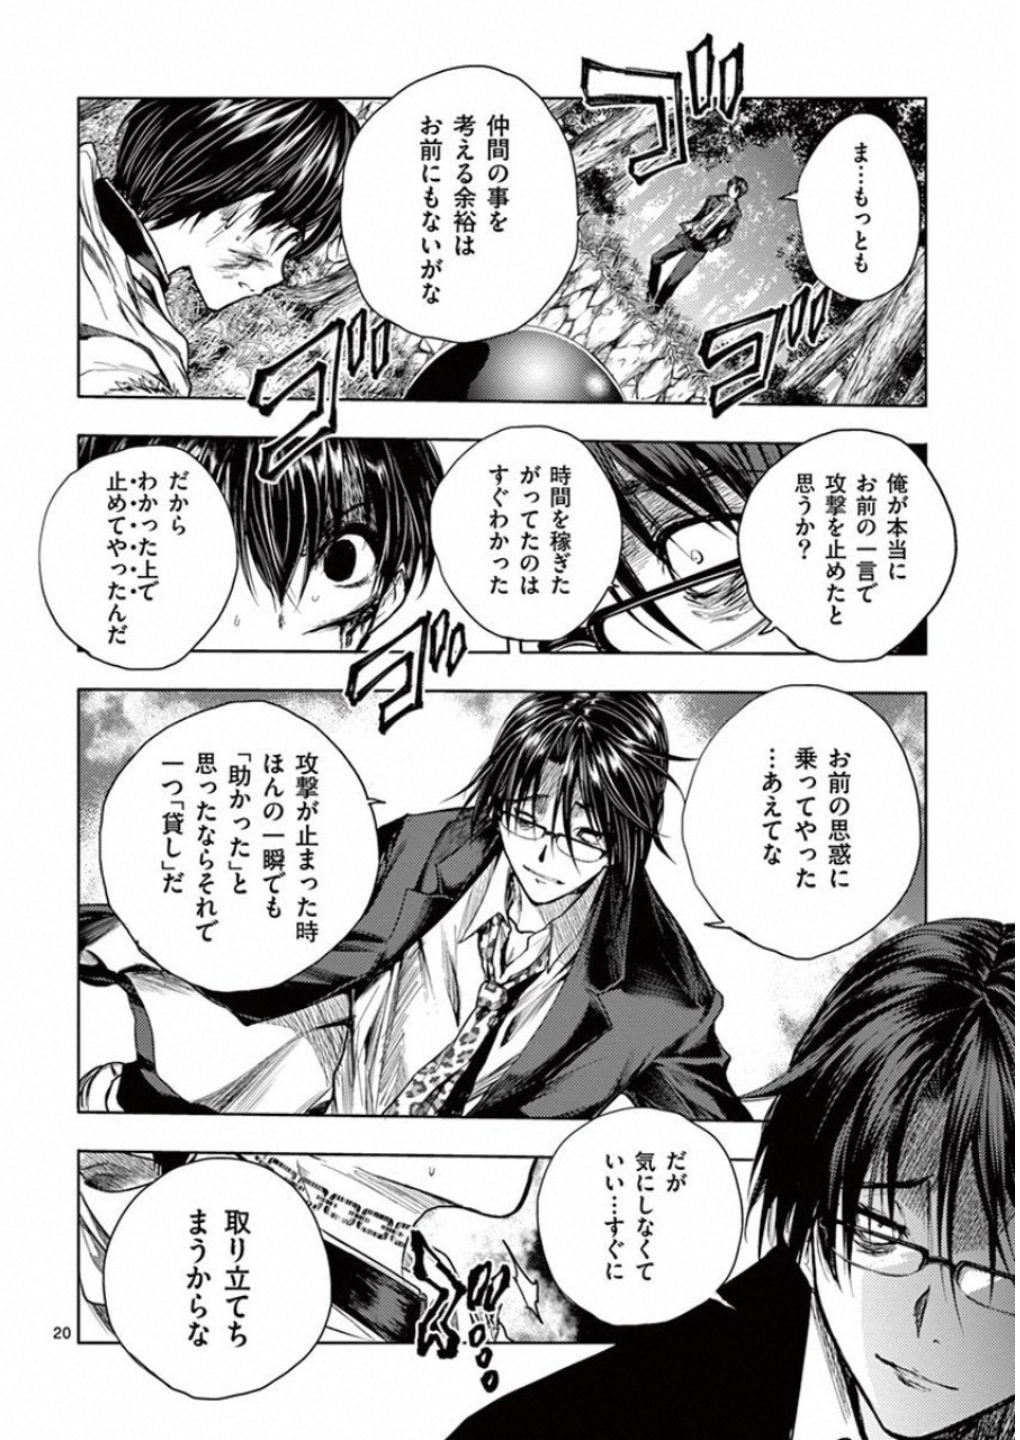 ま…もっとも
仲間の事を
考える余裕は
お前にもないがな
ゴゴ
ゴゴ
ゴゴ
俺が本当に
お前の一言で
攻撃を止めたと
思うか?
時間を稼ぎた
がってたのは
すぐわかった
だから
わかった上で
止めてやったんだ
ゴゴ
お前の思惑に
乗ってやった
…あえてな
攻撃が止まった時
ほんの一瞬でも
「助かった」と
思ったならそれで
一つ「貸し」だ
だが
気にしなくて
いい…すぐに
取り立てち
まうからな
20